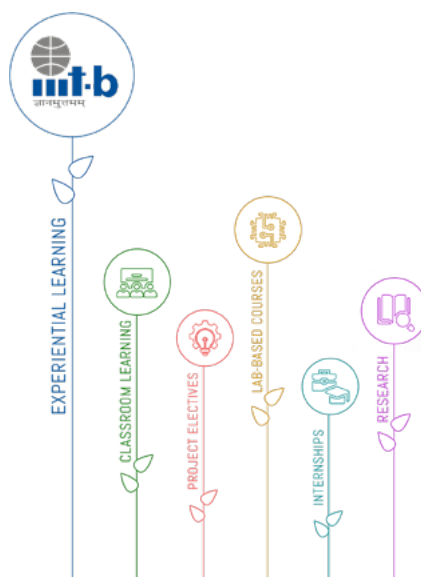 iiit-b
ज्ञानमुत्तमम्
EXPERIENTIAL LEARNING
CLASSROOM LEARNING
PROJECT ELECTIVES
LAB-BASED COURSES
INTERNSHIPS
RESEARCH